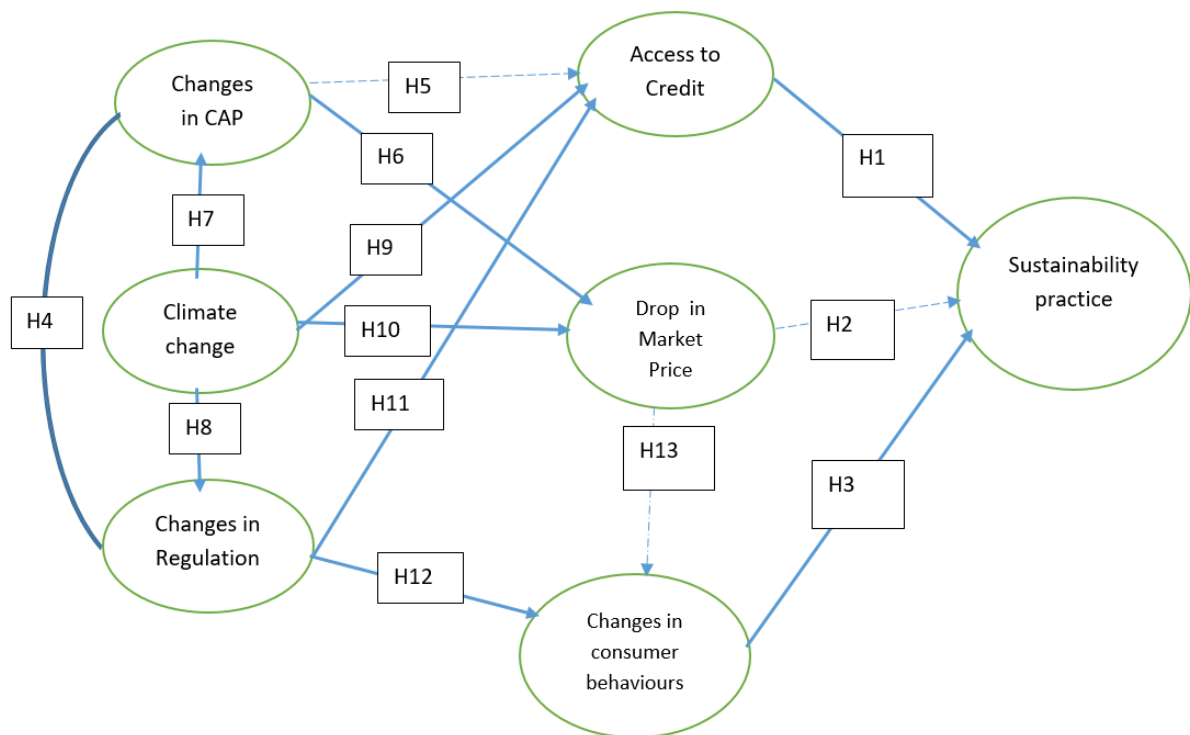 Changes
in CAP
H5
Access to
Credit
H6
H1
H7
H9
Climate
change
H10
Drop in
Market
Price
H2
Sustainability
practice
H4
H8
H11
H13
H3
Changes in
Regulation
H12
Changes in
consumer
behaviours